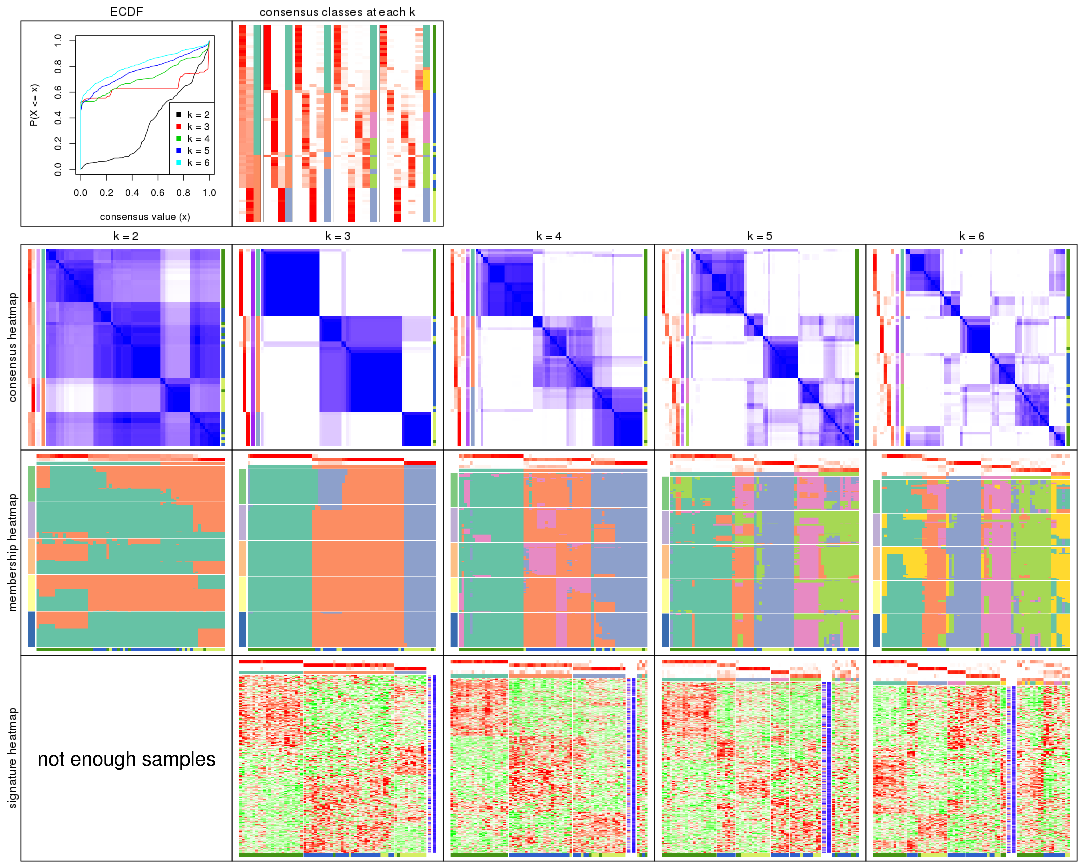 ECDF
consensus classes at each k
P(X <= x)
0.0
0.2
0.4
0.6
0.8
1.0
k = 2
k = 3
k = 4
k = 5
k = 6
0.0 0.2 0.4 0.6 0.8 1.0
consensus value (x)
k = 2
k = 3
k = 4
k = 5
k = 6
consensus heatmap
membership heatmap
signature heatmap
not enough samples